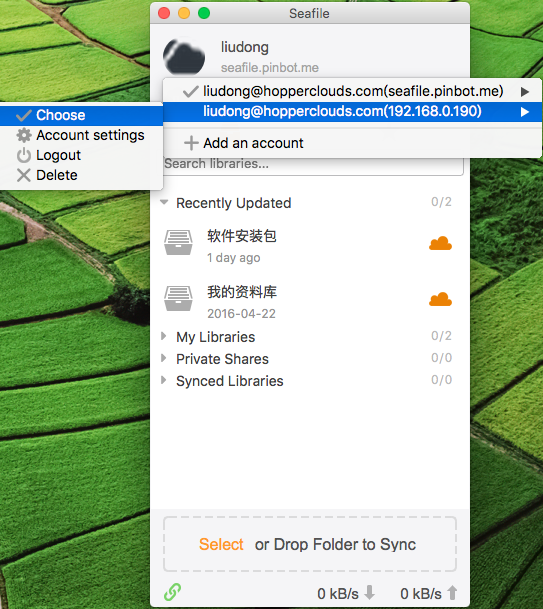 Seafile
liudong
seafile.pinbot.me
liudong@hopperclouds.com(seafile.pinbot.me)
liudong@hopperclouds.com(192.168.0.190)
Add an account
Choose
Account settings
Logout
Delete
Search libraries...
Recently Updated 0/2
软件安装包
1 day ago
我的资料库
2016-04-22
My Libraries 0/2
Private Shares 0/0
Synced Libraries 0/0
Select or Drop Folder to Sync
0 kB/s 0 kB/s